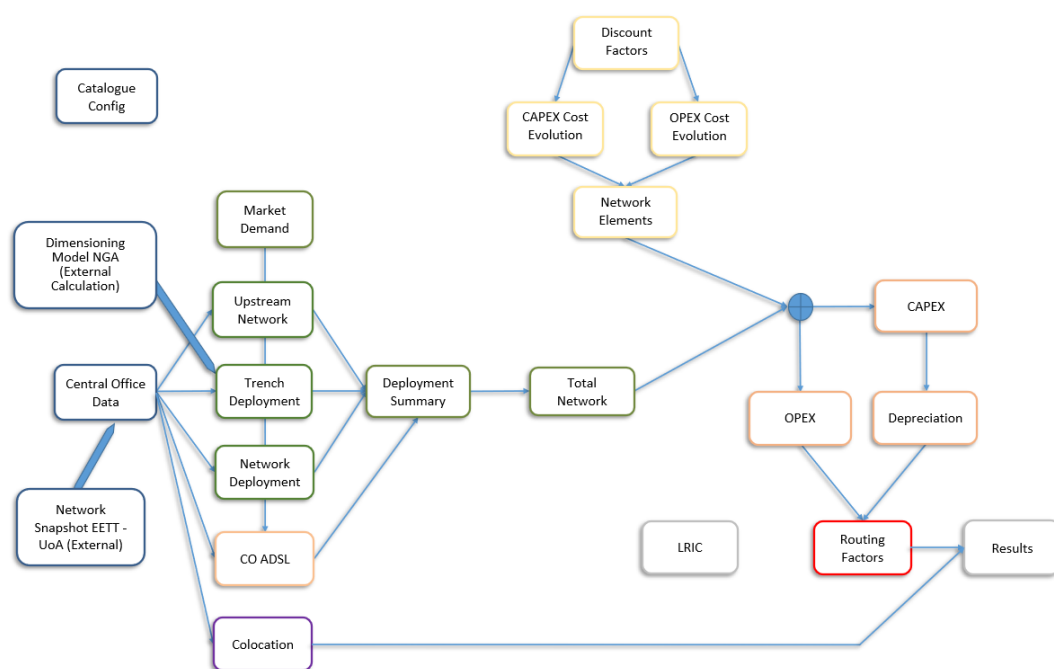 Discount
Factors
Catalogue
Config
CAPEX Cost
Evolution
OPEX Cost
Evolution
Market
Demand
Network
Elements
Dimensioning
Model NGA
(External
Calculation)
Upstream
Network
CAPEX
Central Office
Data
Trench
Deployment
Deployment
Summary
Total
Network
OPEX
Depreciation
Network
Deployment
Network
Snapshot EETT -
UoA (External)
CO ADSL
LRIC
Routing
Factors
Results
Colocation